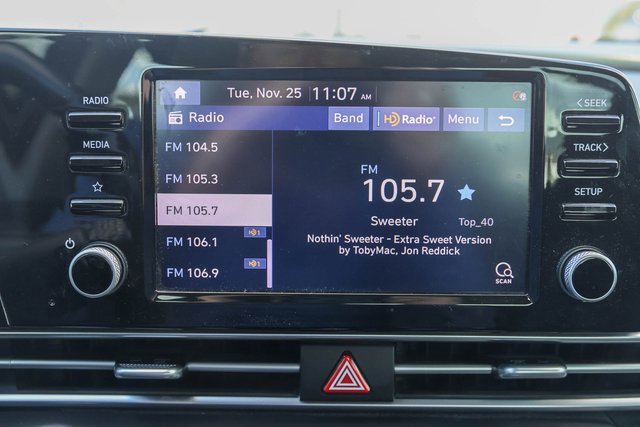 Tue, Nov. 25 11:07 AM
RADIO
<SEEK
Radio
Band
HD Radio
Menu
MEDIA
FM 104.5
TRACK>
FM 105.3
FM
105.7
SETUP
FM 105.7
Sweeter Top_40
FM 106.1 HD1
Nothin' Sweeter - Extra Sweet Version
by TobyMac, Jon Reddick
FM 106.9 HD1
SCAN